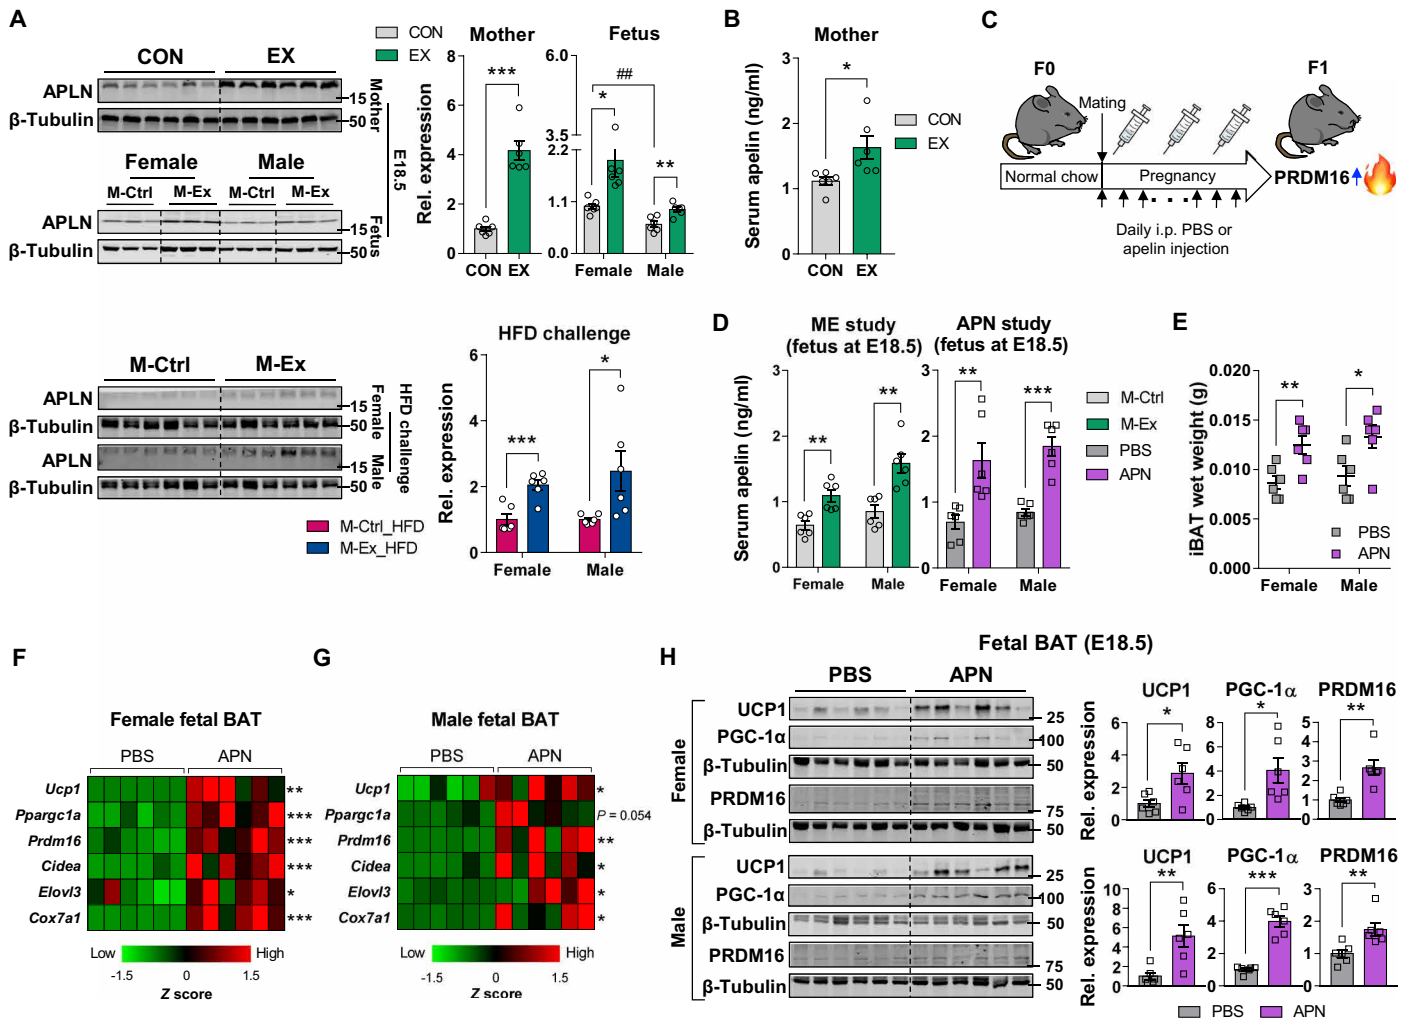 A
CON
EX
APLN
15
β-Tubulin
50
Mother
Female
Male
M-Ctrl
M-Ex
M-Ctrl
M-Ex
APLN
15
β-Tubulin
50
Fetus
E18.5
CON
EX
Mother
Fetus
Rel. expression
8
6
4
2
0
***
CON
EX
6.0
3.5
2.2
1.1
0.0
##
*
**
Female
Male
M-Ctrl
M-Ex
APLN
15
β-Tubulin
50
APLN
15
β-Tubulin
50
Female
Male
HFD challenge
M-Ctrl_HFD
M-Ex_HFD
HFD challenge
Rel. expression
6
4
2
0
***
*
Female
Male
B
Mother
Serum apelin (ng/ml)
3
2
1
0
*
CON
EX
CON
EX
C
F0
F1
Mating
Normal chow
Pregnancy
PRDM16
Daily i.p. PBS or
apelin injection
D
ME study
(fetus at E18.5)
APN study
(fetus at E18.5)
Serum apelin (ng/ml)
3
2
1
0
**
**
Female
Male
3
2
1
0
**
***
Female
Male
M-Ctrl
M-Ex
PBS
APN
E
iBAT wet weight (g)
0.020
0.015
0.010
0.005
0.000
**
*
PBS
APN
Female
Male
F
Female fetal BAT
PBS
APN
Ucp1
**
Ppargc1a
***
Prdm16
***
Cidea
***
Elovl3
*
Cox7a1
***
Low
High
-1.5
0
1.5
Z score
G
Male fetal BAT
PBS
APN
Ucp1
*
Ppargc1a
P = 0.054
Prdm16
**
Cidea
*
Elovl3
*
Cox7a1
*
Low
High
-1.5
0
1.5
Z score
H
Fetal BAT (E18.5)
PBS
APN
Female
UCP1
25
PGC-1α
100
β-Tubulin
50
PRDM16
75
β-Tubulin
50
Male
UCP1
25
PGC-1α
100
β-Tubulin
50
PRDM16
75
β-Tubulin
50
UCP1
PGC-1α
PRDM16
Rel. expression
6
4
2
0
*
8
6
4
2
0
*
6
4
2
0
**
UCP1
PGC-1α
PRDM16
Rel. expression
10
8
6
4
2
0
**
6
4
2
0
***
4
3
2
1
0
**
PBS
APN